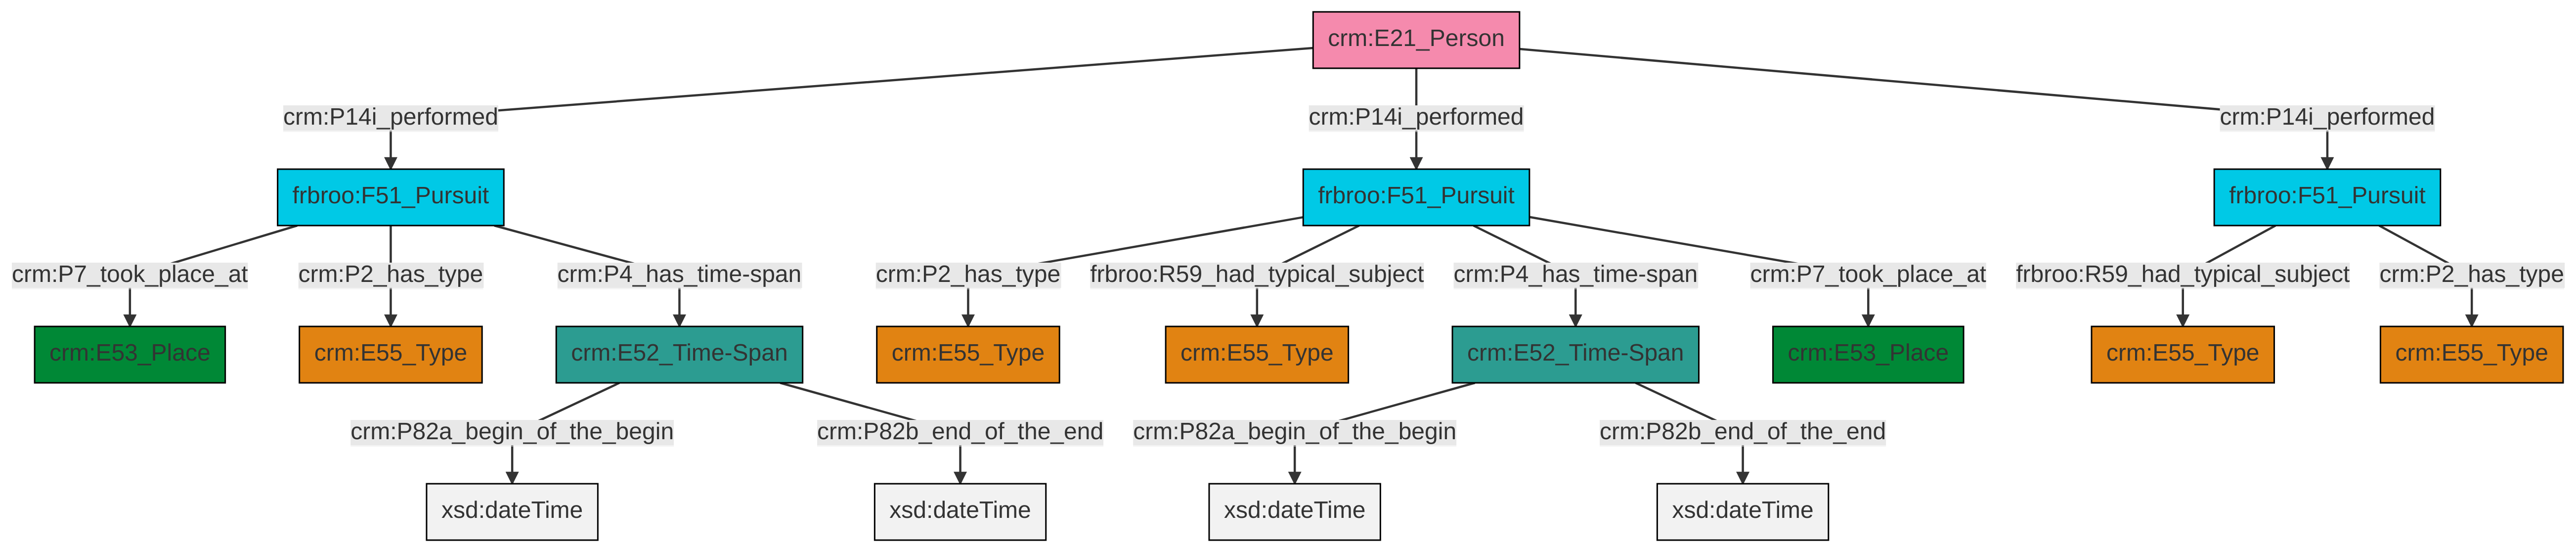 crm:E21_Person
crm:P14i_performed
crm:P14i_performed
crm:P14i_performed
frbroo:F51_Pursuit
frbroo:F51_Pursuit
frbroo:F51_Pursuit
crm:P7_took_place_at
crm:P2_has_type
crm:P4_has_time-span
crm:P2_has_type
frbroo:R59_had_typical_subject
crm:P4_has_time-span
crm:P7_took_place_at
frbroo:R59_had_typical_subject
crm:P2_has_type
crm:E53_Place
crm:E55_Type
crm:E52_Time-Span
crm:E55_Type
crm:E55_Type
crm:E52_Time-Span
crm:E53_Place
crm:E55_Type
crm:E55_Type
crm:P82a_begin_of_the_begin
crm:P82b_end_of_the_end
crm:P82a_begin_of_the_begin
crm:P82b_end_of_the_end
xsd:dateTime
xsd:dateTime
xsd:dateTime
xsd:dateTime